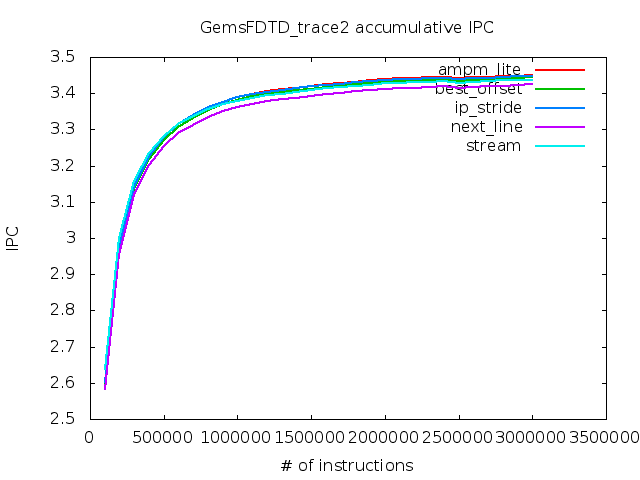 GemsFDTD_trace2 accumulative IPC
3.5
3.4
3.3
3.2
3.1
3
2.9
2.8
2.7
2.6
2.5
IPC
ampm_lite
best_offset
ip_stride
next_line
stream
0 500000 1000000 1500000 2000000 2500000 3000000 3500000
# of instructions